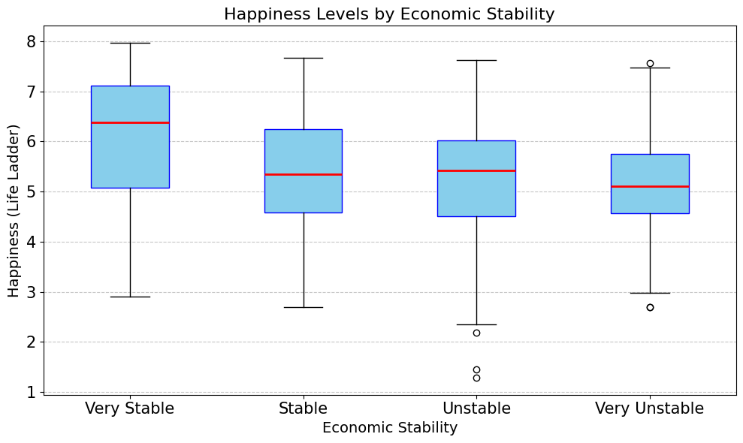 Happiness Levels by Economic Stability
Happiness (Life Ladder)
8
7
6
5
4
3
2
1
Very Stable
Stable
Unstable
Very Unstable
Economic Stability